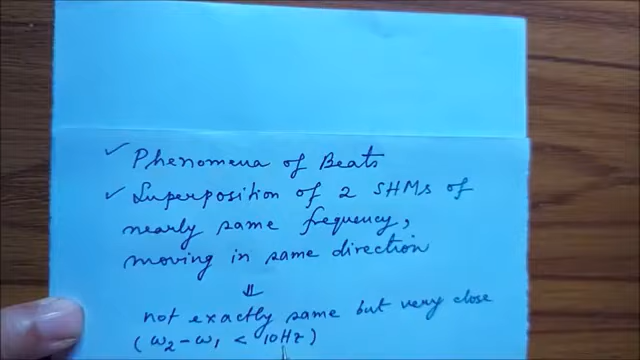 ✓ Phenomena of Beats
✓ Superposition of 2 SHMs of
nearly same frequency,
moving in same direction
⇓
not exactly same but very close
(ω₂-ω₁ < 10Hz)